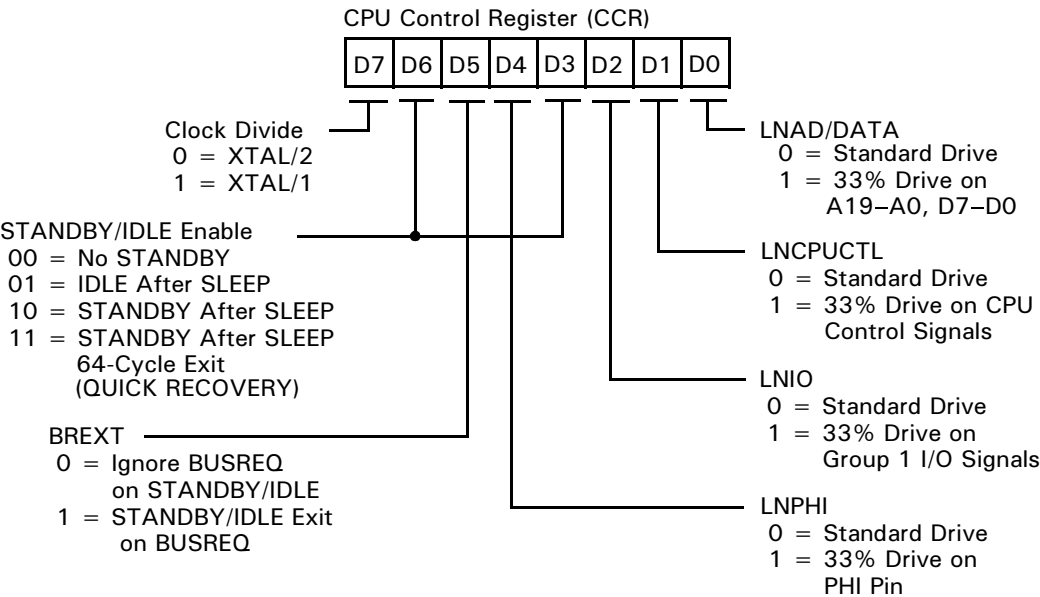 CPU Control Register (CCR)
D7 D6 D5 D4 D3 D2 D1 D0
Clock Divide
0 = XTAL/2
1 = XTAL/1
STANDBY/IDLE Enable
00 = No STANDBY
01 = IDLE After SLEEP
10 = STANDBY After SLEEP
11 = STANDBY After SLEEP
64-Cycle Exit
(QUICK RECOVERY)
BREXT
0 = Ignore BUSREQ
on STANDBY/IDLE
1 = STANDBY/IDLE Exit
on BUSREQ
LNAD/DATA
0 = Standard Drive
1 = 33% Drive on
A19–A0, D7–D0
LNCPUCTL
0 = Standard Drive
1 = 33% Drive on CPU
Control Signals
LNIO
0 = Standard Drive
1 = 33% Drive on
Group 1 I/O Signals
LNPHI
0 = Standard Drive
1 = 33% Drive on
PHI Pin